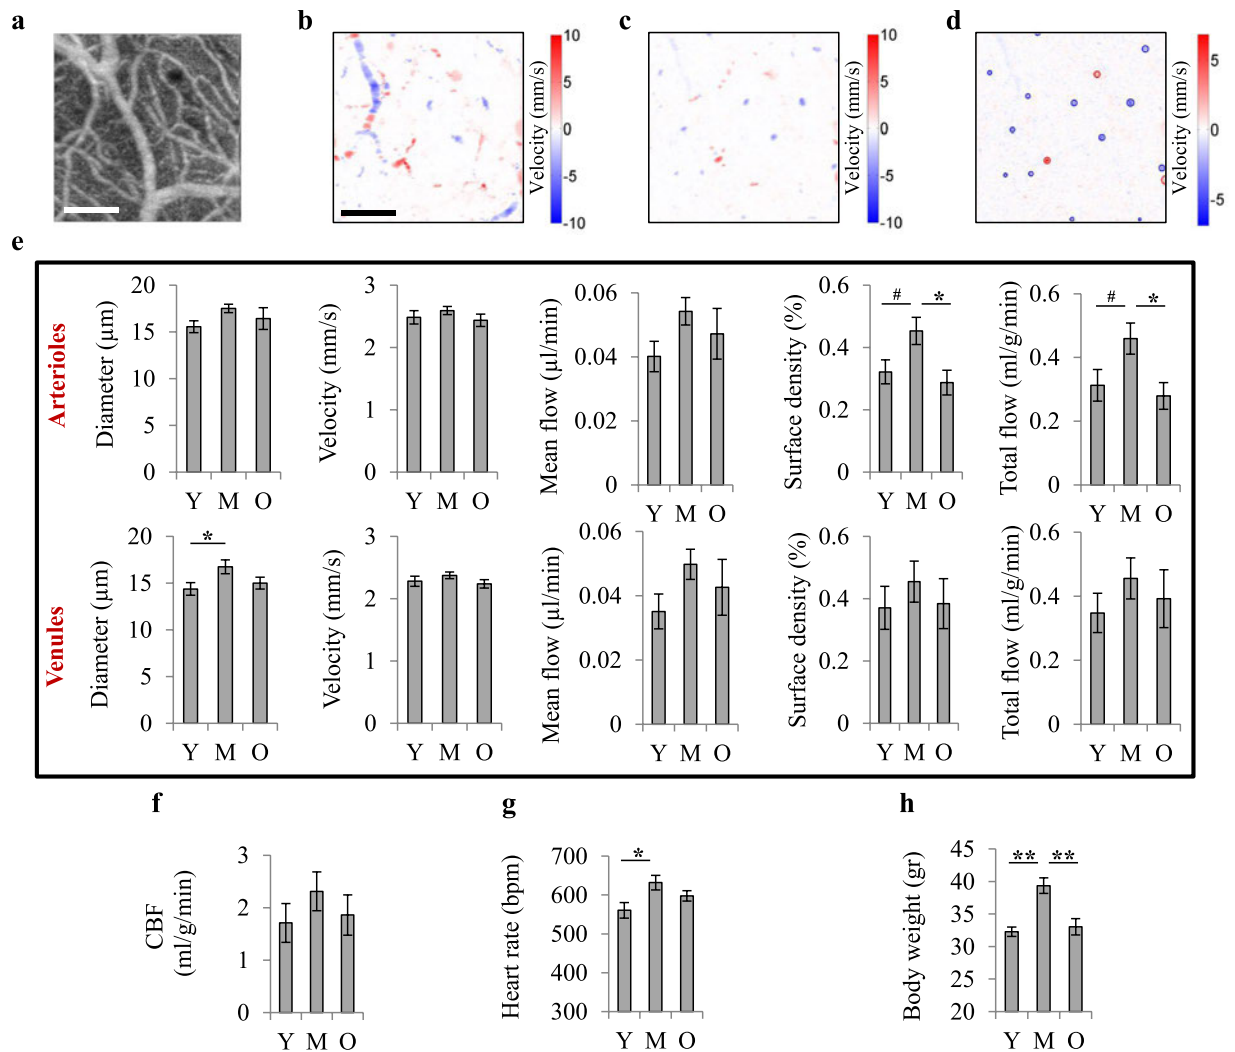 a
b
c
d
10
5
0
-5
-10
Velocity (mm/s)
10
5
0
-5
-10
Velocity (mm/s)
5
0
-5
Velocity (mm/s)
e
Arterioles
Diameter (µm)
20
15
10
5
0
Y M O
Velocity (mm/s)
3
2
1
0
Y M O
Mean flow (µl/min)
0.06
0.04
0.02
0
Y M O
Surface density (%)
0.6
0.4
0.2
0
# *
Y M O
Total flow (ml/g/min)
0.6
0.4
0.2
0
# *
Y M O
Venules
Diameter (µm)
20
15
10
5
0
*
Y M O
Velocity (mm/s)
3
2
1
0
Y M O
Mean flow (µl/min)
0.06
0.04
0.02
0
Y M O
Surface density (%)
0.6
0.4
0.2
0
Y M O
Total flow (ml/g/min)
0.6
0.4
0.2
0
Y M O
f
CBF
(ml/g/min)
3
2
1
0
Y M O
g
Heart rate (bpm)
700
600
500
400
300
*
Y M O
h
Body weight (gr)
45
40
35
30
25
20
** **
Y M O